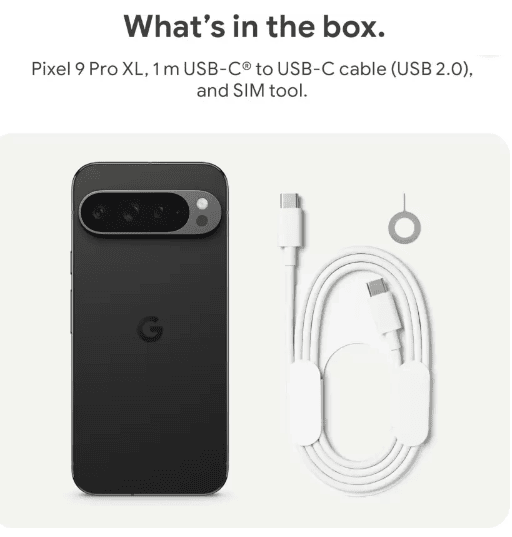 What's in the box.
Pixel 9 Pro XL, 1 m USB-C® to USB-C cable (USB 2.0),
and SIM tool.
G